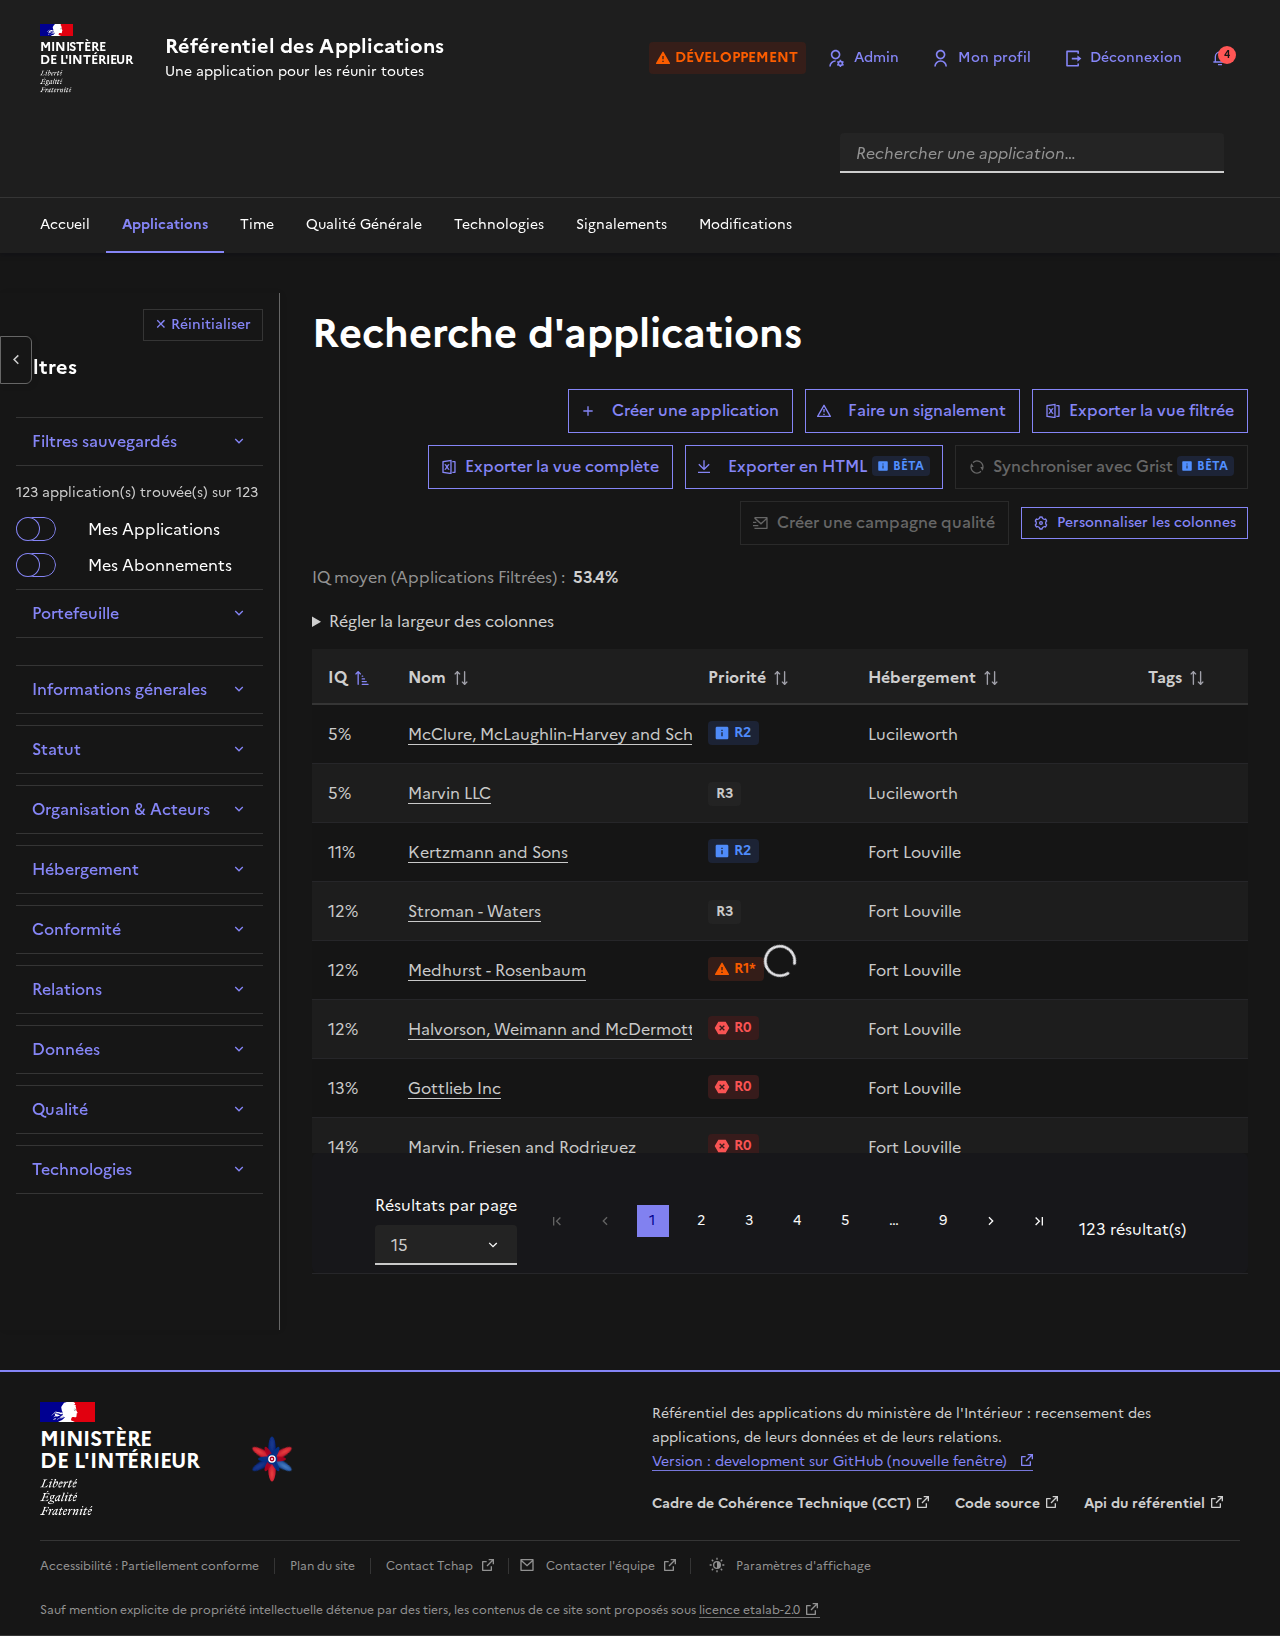 MINISTÈRE
DE L'INTÉRIEUR
Liberté
Égalité
Fraternité
Référentiel des Applications
Une application pour les réunir toutes
DÉVELOPPEMENT
Admin
Mon profil
Déconnexion
4
Rechercher une application…
Accueil
Applications
Time
Qualité Générale
Technologies
Signalements
Modifications
Réinitialiser
ltres
Filtres sauvegardés
123 application(s) trouvée(s) sur 123
Mes Applications
Mes Abonnements
Portefeuille
Informations génerales
Statut
Organisation & Acteurs
Hébergement
Conformité
Relations
Données
Qualité
Technologies
Recherche d'applications
Créer une application
Faire un signalement
Exporter la vue filtrée
Exporter la vue complète
Exporter en HTML BÊTA
Synchroniser avec Grist BÊTA
Créer une campagne qualité
Personnaliser les colonnes
IQ moyen (Applications Filtrées) : 53.4%
Régler la largeur des colonnes
IQ Nom Priorité Hébergement Tags
5% McClure, McLaughlin-Harvey and Sch R2 Lucileworth
5% Marvin LLC R3 Lucileworth
11% Kertzmann and Sons R2 Fort Louville
12% Stroman - Waters R3 Fort Louville
12% Medhurst - Rosenbaum R1* Fort Louville
12% Halvorson, Weimann and McDermott R0 Fort Louville
13% Gottlieb Inc R0 Fort Louville
14% Marvin, Friesen and Rodriguez R0 Fort Louville
Résultats par page
15
1 2 3 4 5 … 9
123 résultat(s)
MINISTÈRE
DE L'INTÉRIEUR
Liberté
Égalité
Fraternité
Référentiel des applications du ministère de l'Intérieur : recensement des
applications, de leurs données et de leurs relations.
Version : development sur GitHub (nouvelle fenêtre)
Cadre de Cohérence Technique (CCT)
Code source
Api du référentiel
Accessibilité : Partiellement conforme
Plan du site
Contact Tchap
Contacter l'équipe
Paramètres d'affichage
Sauf mention explicite de propriété intellectuelle détenue par des tiers, les contenus de ce site sont proposés sous licence etalab-2.0